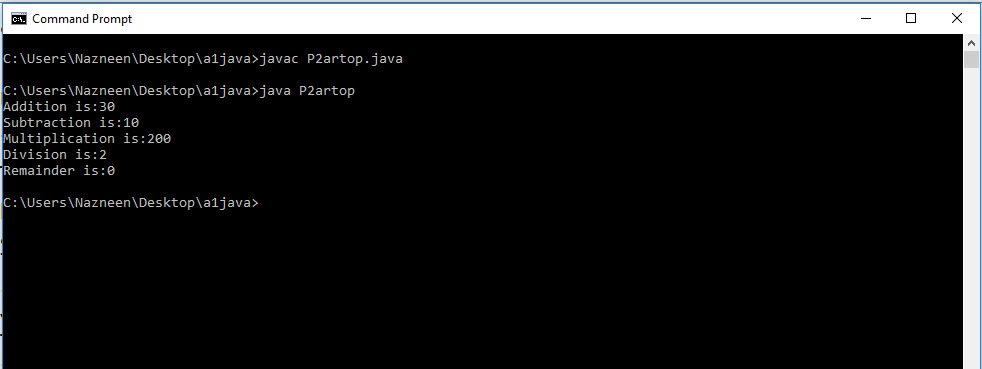 Command Prompt
C:\Users\Nazneen\Desktop\a1java>javac P2artop.java
C:\Users\Nazneen\Desktop\a1java>java P2artop
Addition is:30
Subtraction is:10
Multiplication is:200
Division is:2
Remainder is:0
C:\Users\Nazneen\Desktop\a1java>